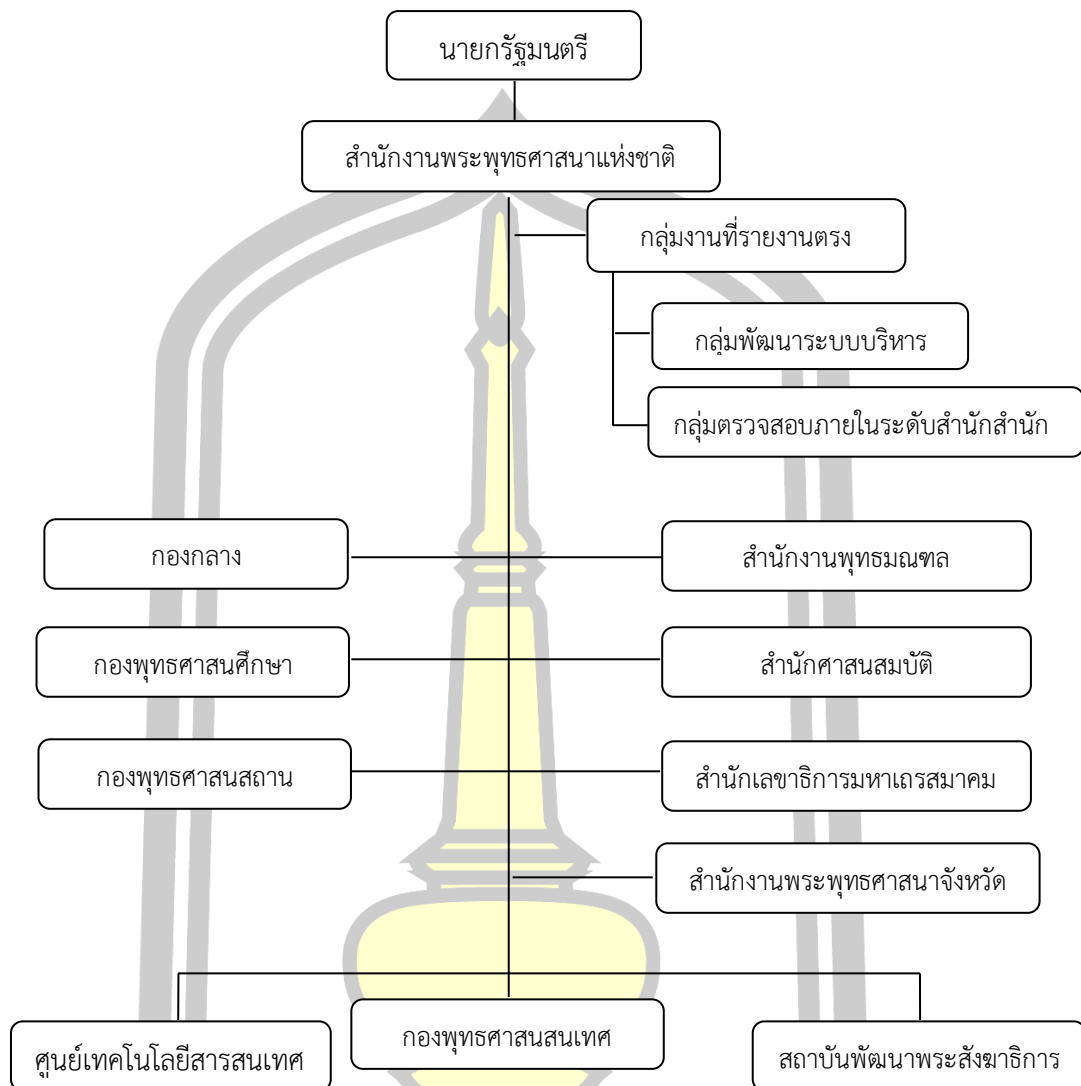 นายกรัฐมนตรี
สำนักงานพระพุทธศาสนาแห่งชาติ
กลุ่มงานที่รายงานตรง
กลุ่มพัฒนาระบบบริหาร
กลุ่มตรวจสอบภายในระดับสำนักสำนัก
กองกลาง
สำนักงานพุทธมณฑล
กองพุทธศาสนศึกษา
สำนักศาสนสมบัติ
กองพุทธศาสนสถาน
สำนักเลขาธิการมหาเถรสมาคม
สำนักงานพระพุทธศาสนาจังหวัด
ศูนย์เทคโนโลยีสารสนเทศ
กองพุทธศาสนสนเทศ
สถาบันพัฒนาพระสังฆาธิการ